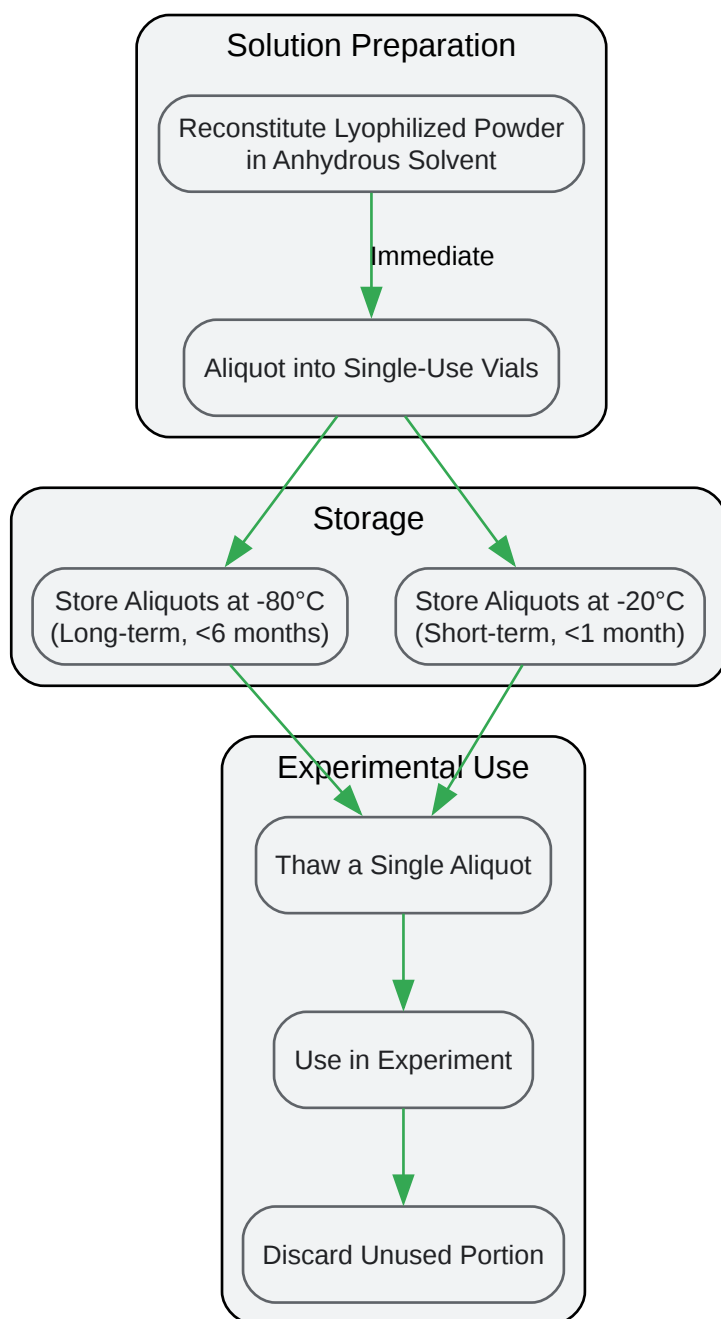 Solution Preparation
Reconstitute Lyophilized Powder
in Anhydrous Solvent
Immediate
Aliquot into Single-Use Vials
Storage
Store Aliquots at -80°C
(Long-term, <6 months)
Store Aliquots at -20°C
(Short-term, <1 month)
Experimental Use
Thaw a Single Aliquot
Use in Experiment
Discard Unused Portion